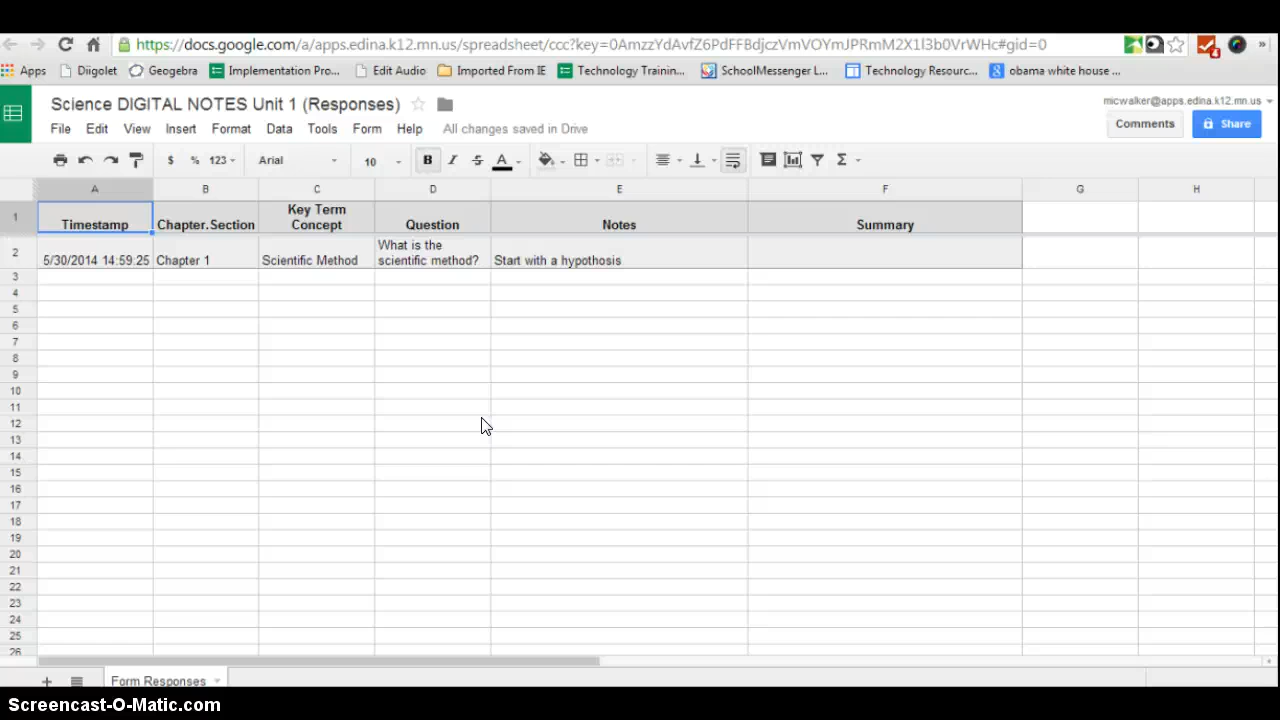 https://docs.google.com/a/apps.edina.k12.mn.us/spreadsheet/ccc?key=0AmzzYdAvfZ6PdFFBdjczVmVOYmJPRmM2X1l3b0VrWHc#gid=0
4 »
Apps Diigolet Geogebra Implementation Pro... Edit Audio Imported From IE Technology Trainin... SchoolMessenger L... Technology Resourc... obama white house ...
Science DIGITAL NOTES Unit 1 (Responses) micwalker@apps.edina.k12.mn.us
File Edit View Insert Format Data Tools Form Help All changes saved in Drive Comments Share
$ % 123 Arial 10 B I S A Σ
A B C D E F G H
1 Timestamp Chapter.Section Key Term Concept Question Notes Summary
2 5/30/2014 14:59:25 Chapter 1 Scientific Method What is the scientific method? Start with a hypothosis
3
4
5
6
7
8
9
10
11
12
13
14
15
16
17
18
19
20
21
22
23
24
25
26
+ Form Responses
Screencast-O-Matic.com